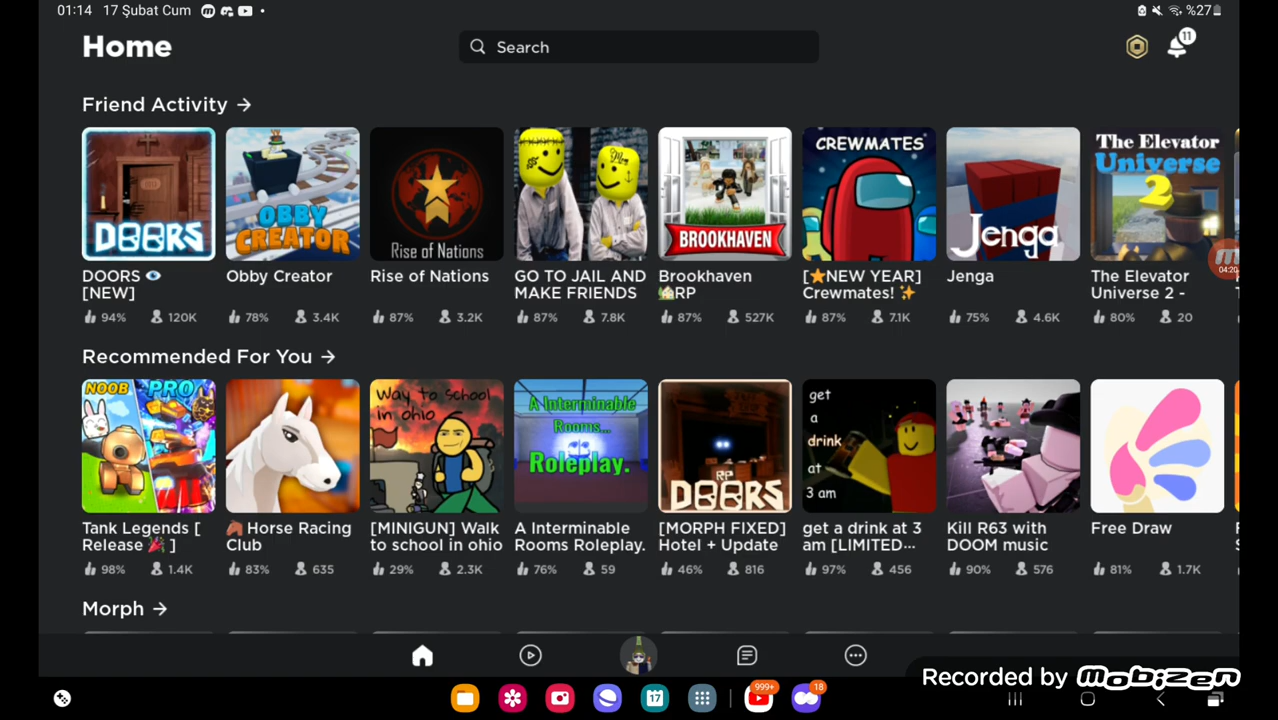 01:14 17 Şubat Cum
%27
Home
Search
11
Friend Activity →
DOORS
OBBY
CREATOR
Rise of Nations
BROOKHAVEN
CREWMATES
Jenga
The Elevator
Universe
2
04:20
DOORS 👁 [NEW]
Obby Creator
Rise of Nations
GO TO JAIL AND
MAKE FRIENDS
Brookhaven
🏡RP
[⭐NEW YEAR]
Crewmates! ✨
Jenga
The Elevator
Universe 2 -
94% 120K
78% 3.4K
87% 3.2K
87% 7.8K
87% 527K
87% 7.1K
75% 4.6K
80% 20
Recommended For You →
NOOB PRO
Way to school
in ohio
A Interminable
Rooms...
Roleplay.
RP
DOORS
get
a
drink
at
3 am
Tank Legends [
Release 🎉 ]
🐴Horse Racing
Club
[MINIGUN] Walk
to school in ohio
A Interminable
Rooms Roleplay.
[MORPH FIXED]
Hotel + Update
get a drink at 3
am [LIMITED...
Kill R63 with
DOOM music
Free Draw
98% 1.4K
83% 635
29% 2.3K
76% 59
46% 816
97% 456
90% 576
81% 1.7K
Morph →
Recorded by mobizen
17
999+
18